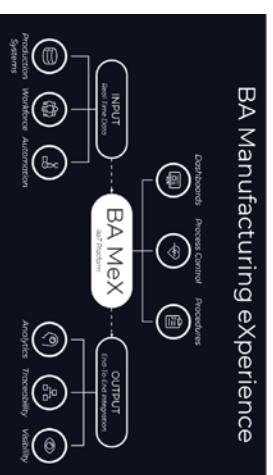 BA Manufacturing eXperience
Dashboards
Process Control
Procedures
INPUT
Real-Time Data
BA MeX
IIoT Platform
OUTPUT
End-To-End Integration
Production
Systems
Workforce
Automation
Analytics
Traceability
Visibility